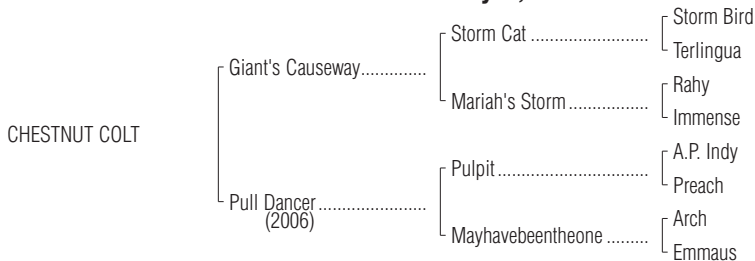 Storm Bird
Storm Cat ...................
Terlingua
Giant's Causeway..............
Rahy
Mariah's Storm .................
Immense
CHESTNUT COLT
A.P. Indy
Pulpit................................
Preach
Pull Dancer .......................
(2006)
Arch
Mayhavebeentheone .........
Emmaus